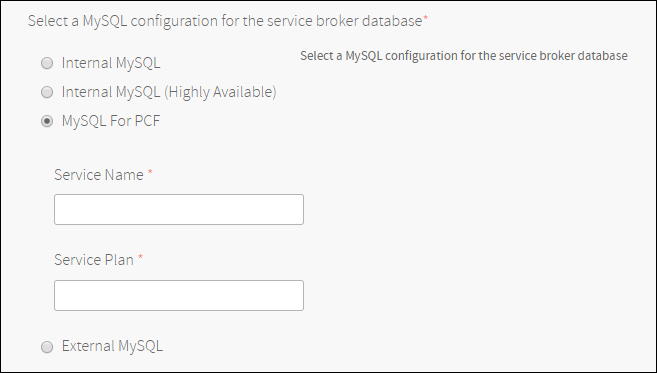 Select a MySQL configuration for the service broker database*
Select a MySQL configuration for the service broker database
Internal MySQL
Internal MySQL (Highly Available)
MySQL For PCF
Service Name *
Service Plan *
External MySQL